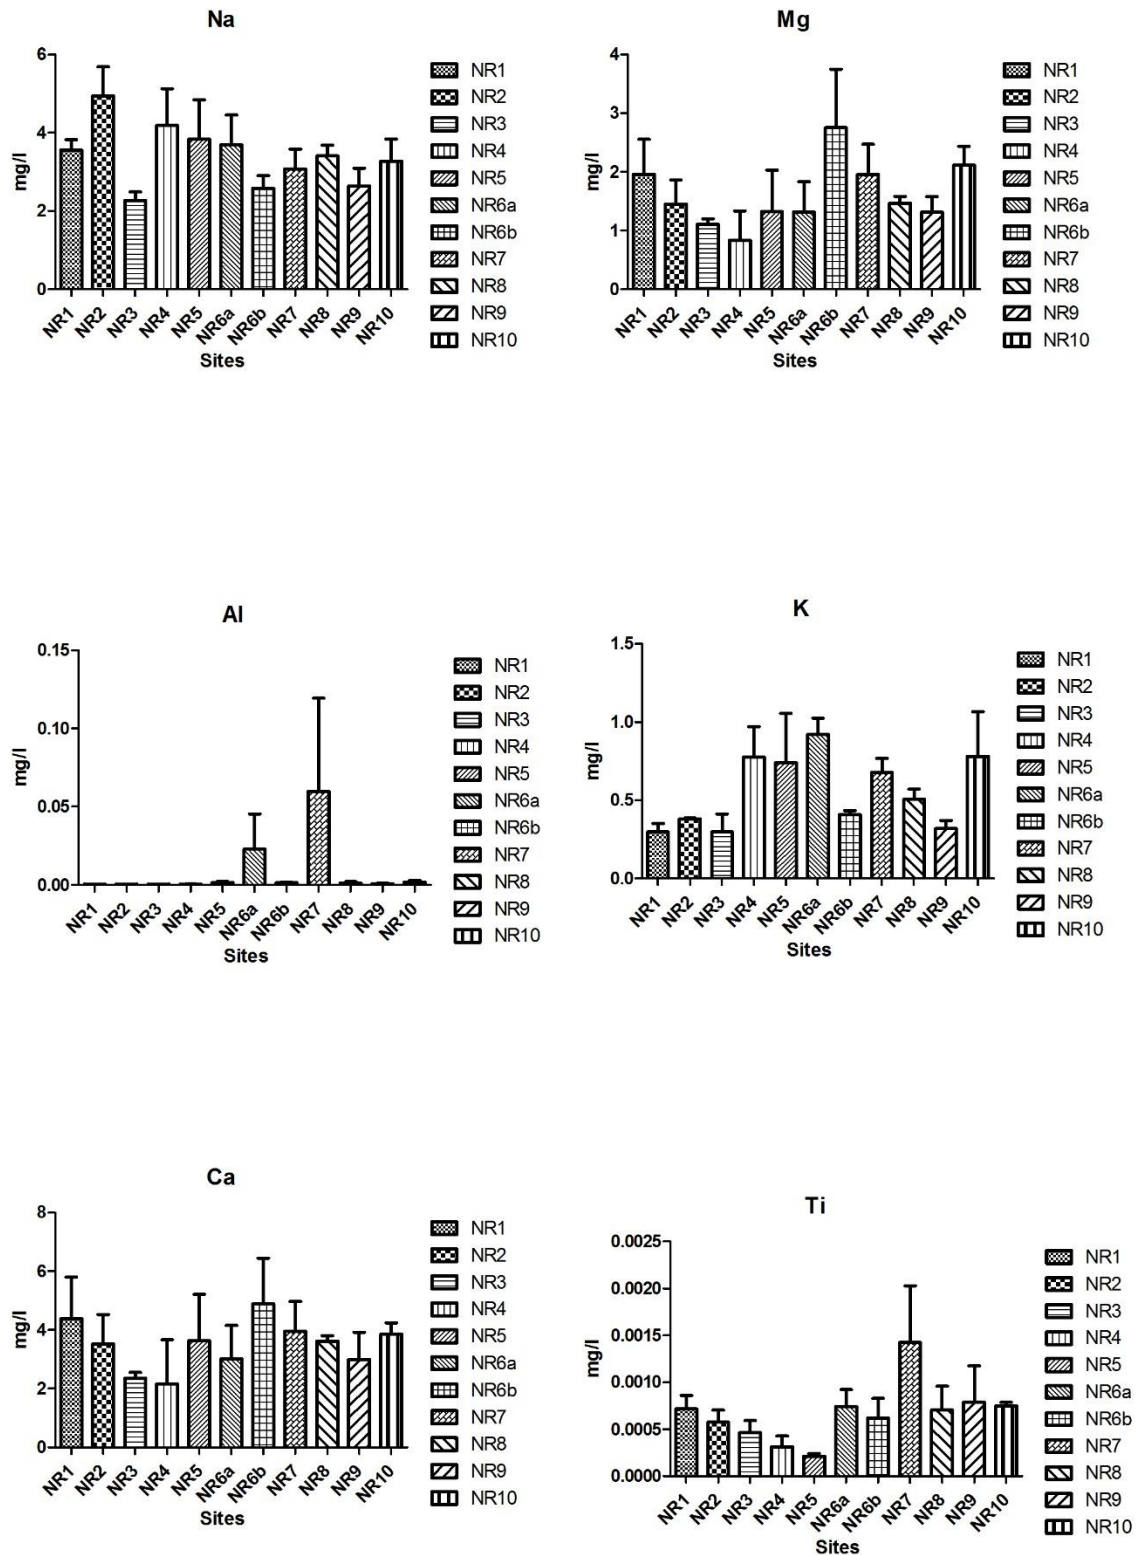 Na
6
4
2
0
mg/l
NR1
NR2
NR3
NR4
NR5
NR6a
NR6b
NR7
NR8
NR9
NR10
Sites
NR1
NR2
NR3
NR4
NR5
NR6a
NR6b
NR7
NR8
NR9
NR10
Mg
4
3
2
1
0
mg/l
NR1
NR2
NR3
NR4
NR5
NR6a
NR6b
NR7
NR8
NR9
NR10
Sites
NR1
NR2
NR3
NR4
NR5
NR6a
NR6b
NR7
NR8
NR9
NR10
Al
0.15
0.10
0.05
0.00
mg/l
NR1
NR2
NR3
NR4
NR5
NR6a
NR6b
NR7
NR8
NR9
NR10
Sites
NR1
NR2
NR3
NR4
NR5
NR6a
NR6b
NR7
NR8
NR9
NR10
K
1.5
1.0
0.5
0.0
mg/l
NR1
NR2
NR3
NR4
NR5
NR6a
NR6b
NR7
NR8
NR9
NR10
Sites
NR1
NR2
NR3
NR4
NR5
NR6a
NR6b
NR7
NR8
NR9
NR10
Ca
8
6
4
2
0
mg/l
NR1
NR2
NR3
NR4
NR5
NR6a
NR6b
NR7
NR8
NR9
NR10
Sites
NR1
NR2
NR3
NR4
NR5
NR6a
NR6b
NR7
NR8
NR9
NR10
Ti
0.0025
0.0020
0.0015
0.0010
0.0005
0.0000
mg/l
NR1
NR2
NR3
NR4
NR5
NR6a
NR6b
NR7
NR8
NR9
NR10
Sites
NR1
NR2
NR3
NR4
NR5
NR6a
NR6b
NR7
NR8
NR9
NR10